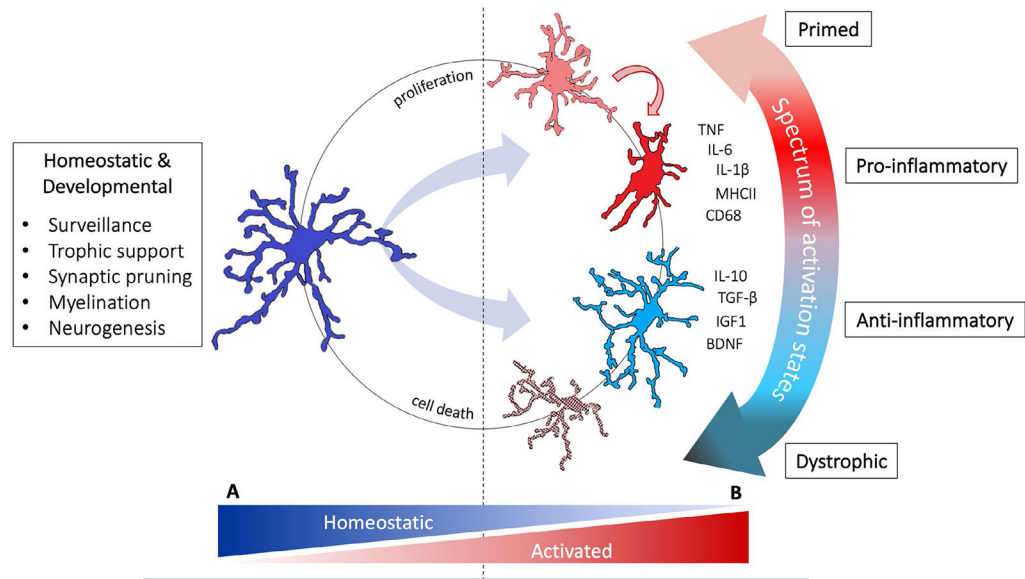 Primed
proliferation
TNF
IL-6
IL-1β
MHCII
CD68
Homeostatic &
Developmental
• Surveillance
• Trophic support
• Synaptic pruning
• Myelination
• Neurogenesis
Pro-inflammatory
Spectrum of activation states
IL-10
TGF-β
IGF1
BDNF
Anti-inflammatory
cell death
Dystrophic
A
B
Homeostatic
Activated